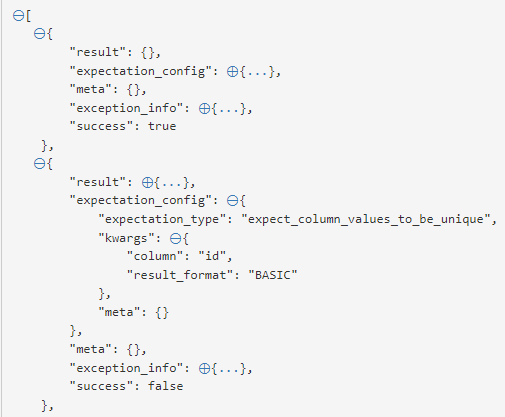 ⊖[
⊖{
"result": {},
"expectation_config": ⊕{...},
"meta": {},
"exception_info": ⊕{...},
"success": true
},
⊖{
"result": ⊕{...},
"expectation_config": ⊖{
"expectation_type": "expect_column_values_to_be_unique",
"kwargs": ⊖{
"column": "id",
"result_format": "BASIC"
},
"meta": {}
},
"meta": {},
"exception_info": ⊕{...},
"success": false
},